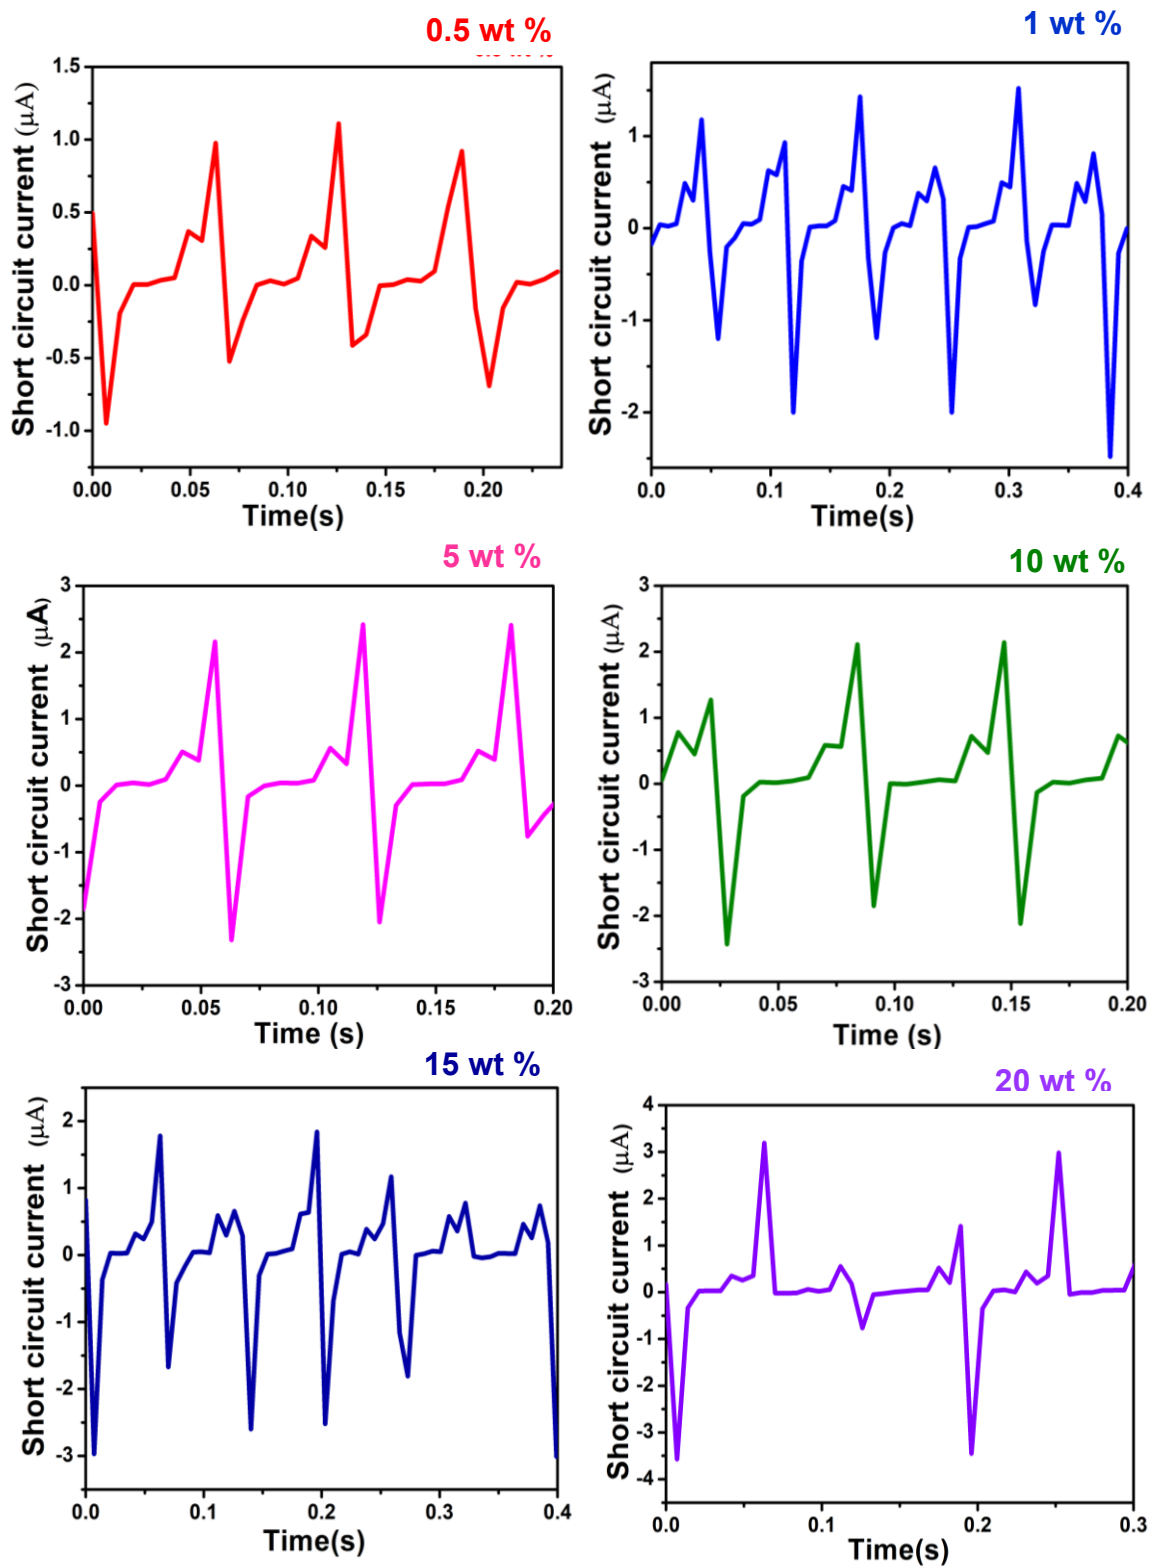 0.5 wt %
1.5
1.0
0.5
0.0
-0.5
-1.0
Short circuit current (μA)
0.00 0.05 0.10 0.15 0.20
Time(s)
1 wt %
1
0
-1
-2
Short circuit current (μA)
0.0 0.1 0.2 0.3 0.4
Time(s)
5 wt %
3
2
1
0
-1
-2
-3
Short circuit current (μA)
0.00 0.05 0.10 0.15 0.20
Time (s)
10 wt %
3
2
1
0
-1
-2
-3
Short circuit current (μA)
0.00 0.05 0.10 0.15 0.20
Time (s)
15 wt %
2
1
0
-1
-2
-3
Short circuit current (μA)
0.0 0.1 0.2 0.3 0.4
Time(s)
20 wt %
4
3
2
1
0
-1
-2
-3
-4
Short circuit current (μA)
0.0 0.1 0.2 0.3
Time(s)